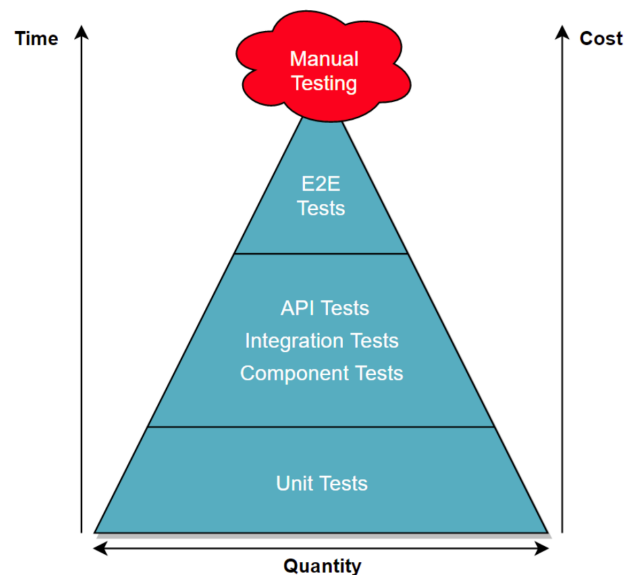 Time
Cost
Manual
Testing
E2E
Tests
API Tests
Integration Tests
Component Tests
Unit Tests
Quantity